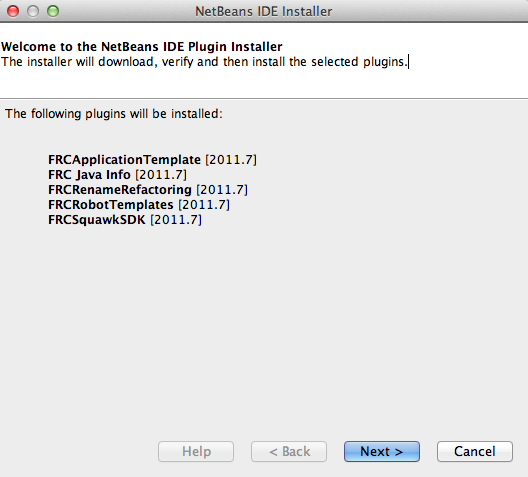 NetBeans IDE Installer
Welcome to the NetBeans IDE Plugin Installer
The installer will download, verify and then install the selected plugins.
The following plugins will be installed:
FRCApplicationTemplate [2011.7]
FRC Java Info [2011.7]
FRCRenameRefactoring [2011.7]
FRCRobotTemplates [2011.7]
FRCSquawkSDK [2011.7]
Help < Back Next > Cancel